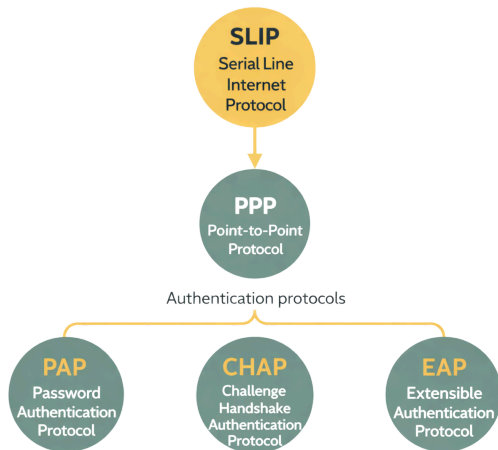 SLIP
Serial Line
Internet
Protocol
PPP
Point-to-Point
Protocol
Authentication protocols
PAP
Password
Authentication
Protocol
CHAP
Challenge
Handshake
Authentication
Protocol
EAP
Extensible
Authentication
Protocol